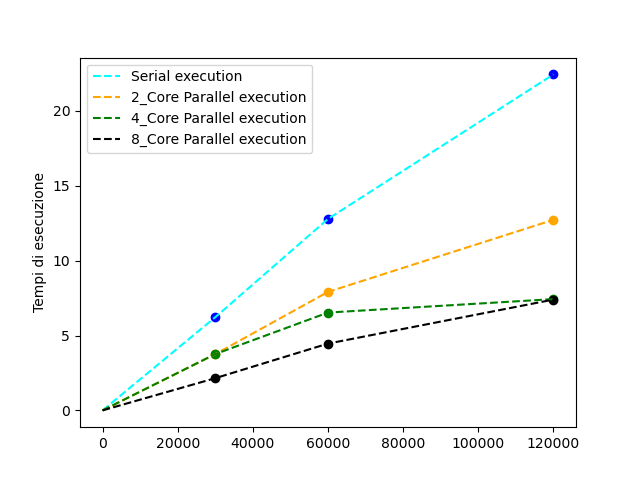 Serial execution
2_Core Parallel execution
4_Core Parallel execution
8_Core Parallel execution
Tempi di esecuzione
20
15
10
5
0
0 20000 40000 60000 80000 100000 120000